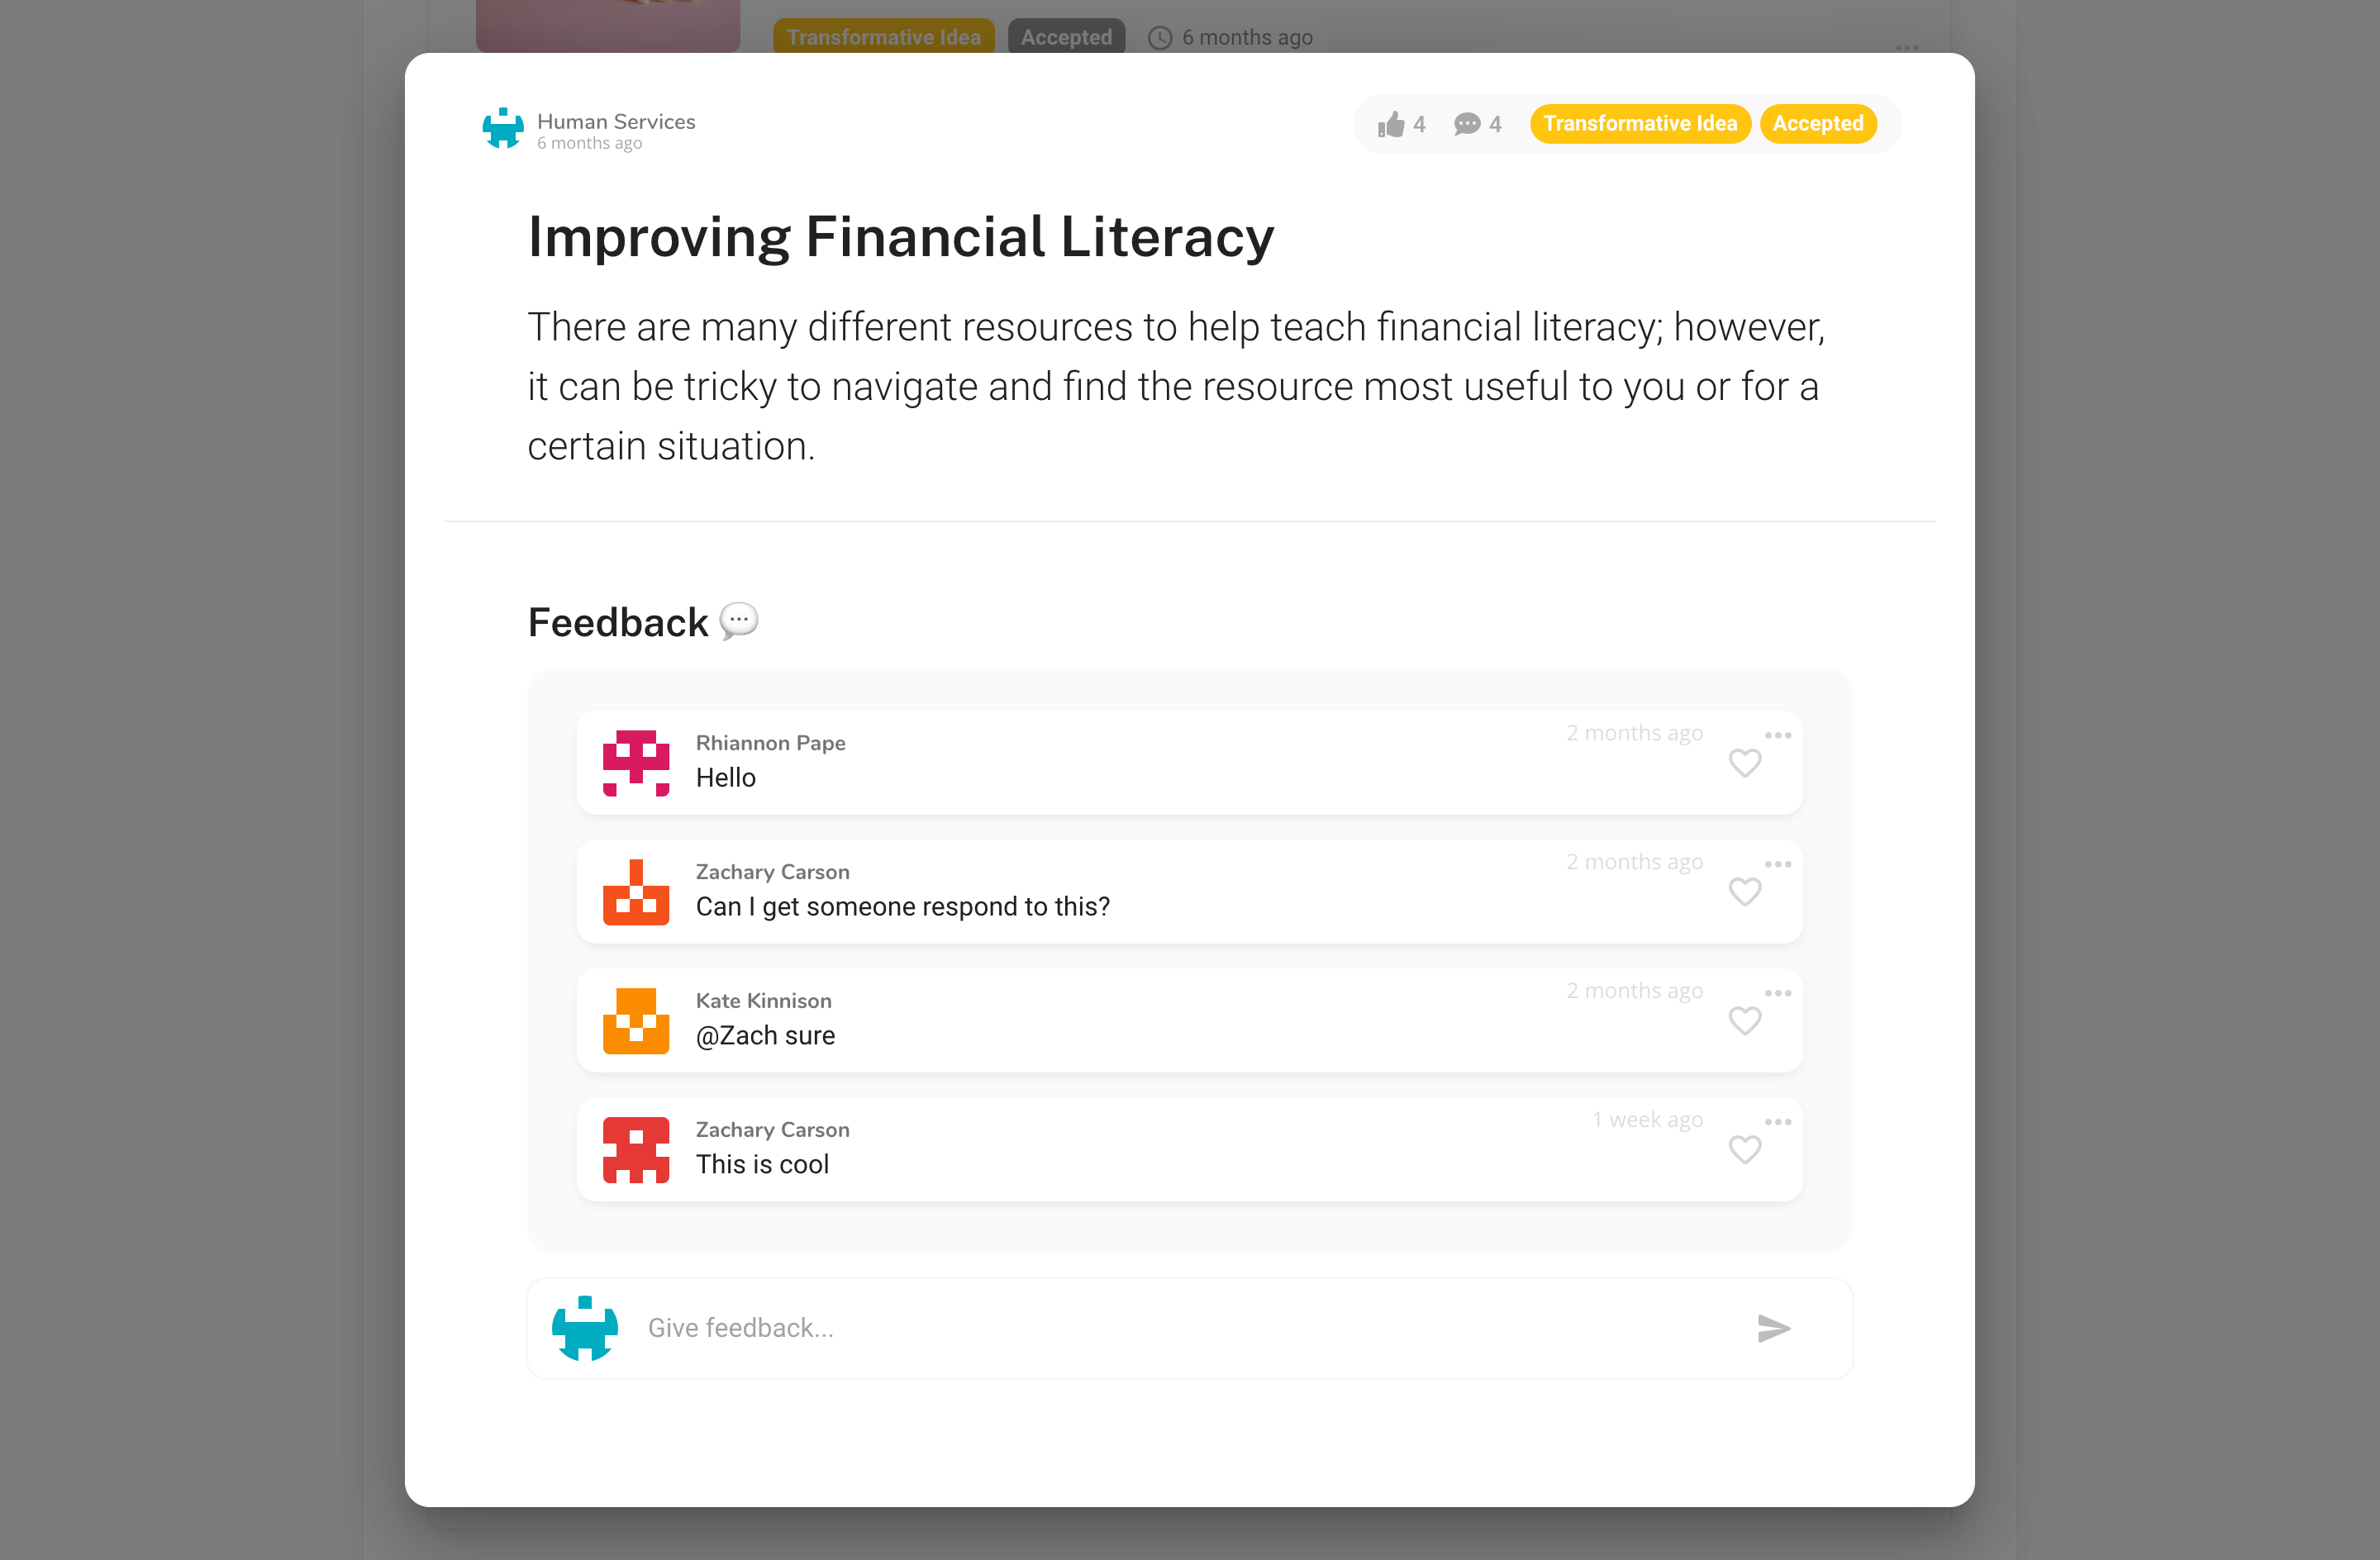 Transformative Idea Accepted 6 months ago
Human Services
6 months ago
4 4 Transformative Idea Accepted
Improving Financial Literacy
There are many different resources to help teach financial literacy; however,
it can be tricky to navigate and find the resource most useful to you or for a
certain situation.
Feedback 💬
Rhiannon Pape
2 months ago
Hello
Zachary Carson
2 months ago
Can I get someone respond to this?
Kate Kinnison
2 months ago
@Zach sure
Zachary Carson
1 week ago
This is cool
Give feedback...